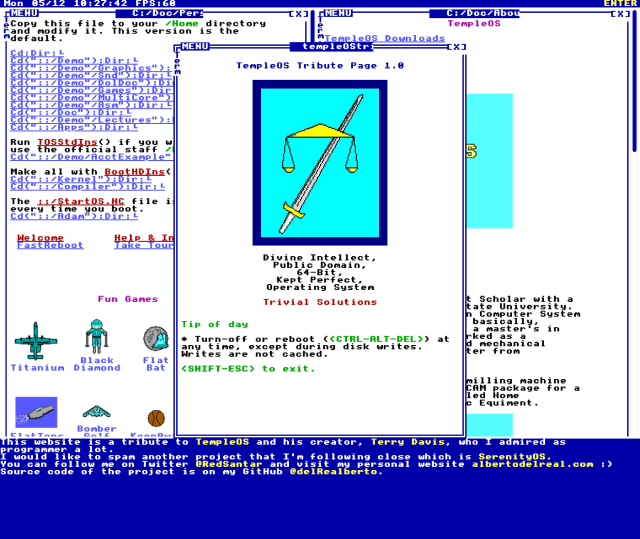 Mon 05/12 10:27:42 FPS:60 ENTER
MENU C:/Doc/Pers [X]
Copy this file to your /Home directory
and modify it. This version is the
default.
Cd:Dir;
Cd("::/Demo");Dir;
Cd("::/Demo/Graphics");
Cd("::/Demo/Snd");Dir;
Cd("::/Demo/DolDoc");Dir;
Cd("::/Demo/Games");Dir;
Cd("::/Demo/MultiCore");
Cd("::/Demo/Asm");Dir;
Cd("::/Demo/Lectures");
Cd("::/Doc");Dir;
Cd("::/Apps");Dir;
Run TOSStdIns() if you w
use the official staff
Cd("::/Demo/AcctExample"
Make all with BootHDIns(
Cd("::/Kernel");Dir;
Cd("::/Compiler");Dir;
The ::/StartOS.HC file is
every time you boot.
Cd("::/Adam");Dir;
Welcome Help & In
FastReboot Take Tour
Fun Games
Titanium
Black
Diamond
Flat
Bat
FlatTops
Bomber
Golf
MENU templeOStri [X]
TempleOS Tribute Page 1.0
Divine Intellect,
Public Domain,
64-Bit,
Kept Perfect,
Operating System
Trivial Solutions
Tip of day
* Turn-off or reboot (<CTRL-ALT-DEL>) at
any time, except during disk writes.
Writes are not cached.
<SHIFT-ESC> to exit.
MENU C:/Doc/Abou [X]
TempleOS
TempleOS Downloads
S
t Scholar with a
tate University.
n Computer System
basically,
a master's in
rked as a
d mechanical
ter from
milling machine
CAM package for a
led Home
c Equiment.
This website is a tribute to TempleOS and his creator, Terry Davis, who I admired as
programmer a lot.
I would like to spam another project that I'm following close which is SerenityOS.
You can follow me on Twitter @RedSantar and visit my personal website albertodelreal.com :)
Source code of the project is on my GitHub @delRealberto.